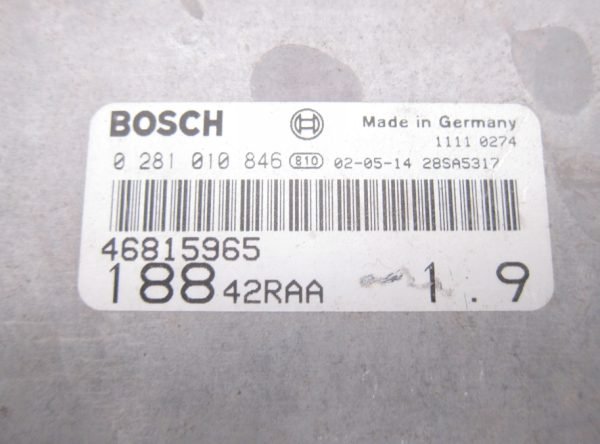 BOSCH Made in Germany
1111 0274
0 281 010 846 810 02-05-14 28SA5317
46815965
188 42RAA 1.9